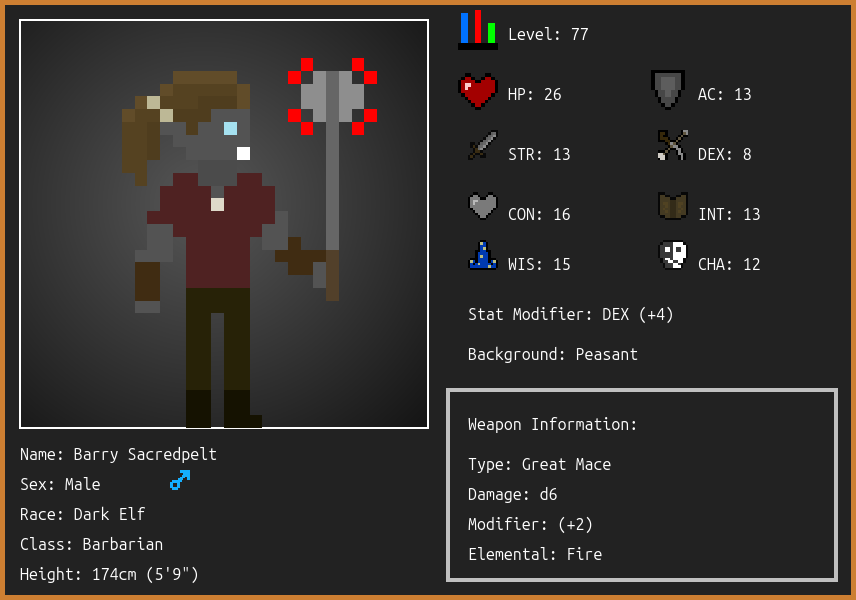 Level: 77
HP: 26
AC: 13
STR: 13
DEX: 8
CON: 16
INT: 13
WIS: 15
CHA: 12
Stat Modifier: DEX (+4)
Background: Peasant
Weapon Information:
Type: Great Mace
Damage: d6
Modifier: (+2)
Elemental: Fire
Name: Barry Sacredpelt
Sex: Male
Race: Dark Elf
Class: Barbarian
Height: 174cm (5'9")